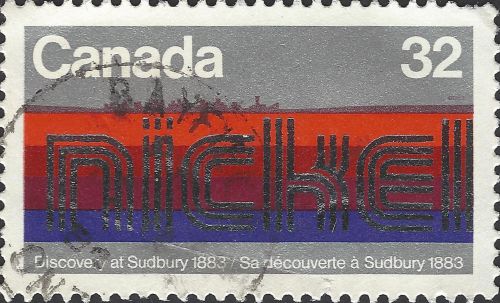 Canada 32
nickel
Discovery at Sudbury 1883 / Sa découverte à Sudbury 1883